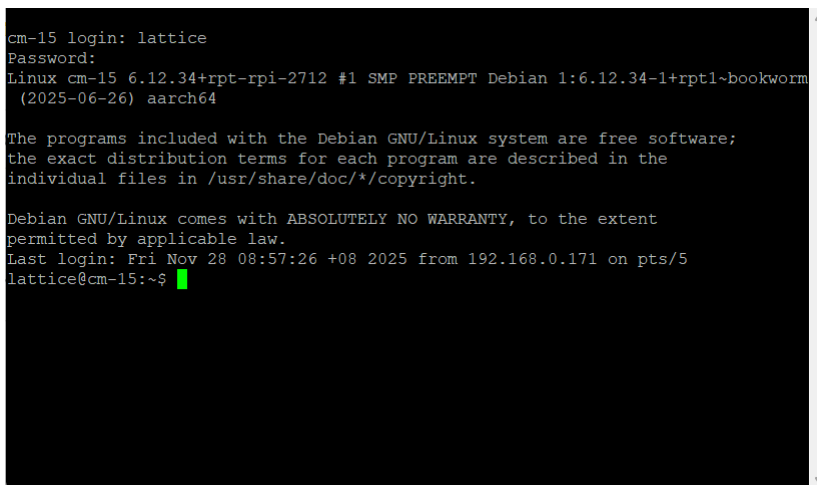 cm-15 login: lattice
Password:
Linux cm-15 6.12.34+rpt-rpi-2712 #1 SMP PREEMPT Debian 1:6.12.34-1+rpt1~bookworm
 (2025-06-26) aarch64
The programs included with the Debian GNU/Linux system are free software;
the exact distribution terms for each program are described in the
individual files in /usr/share/doc/*/copyright.
Debian GNU/Linux comes with ABSOLUTELY NO WARRANTY, to the extent
permitted by applicable law.
Last login: Fri Nov 28 08:57:26 +08 2025 from 192.168.0.171 on pts/5
lattice@cm-15:~$